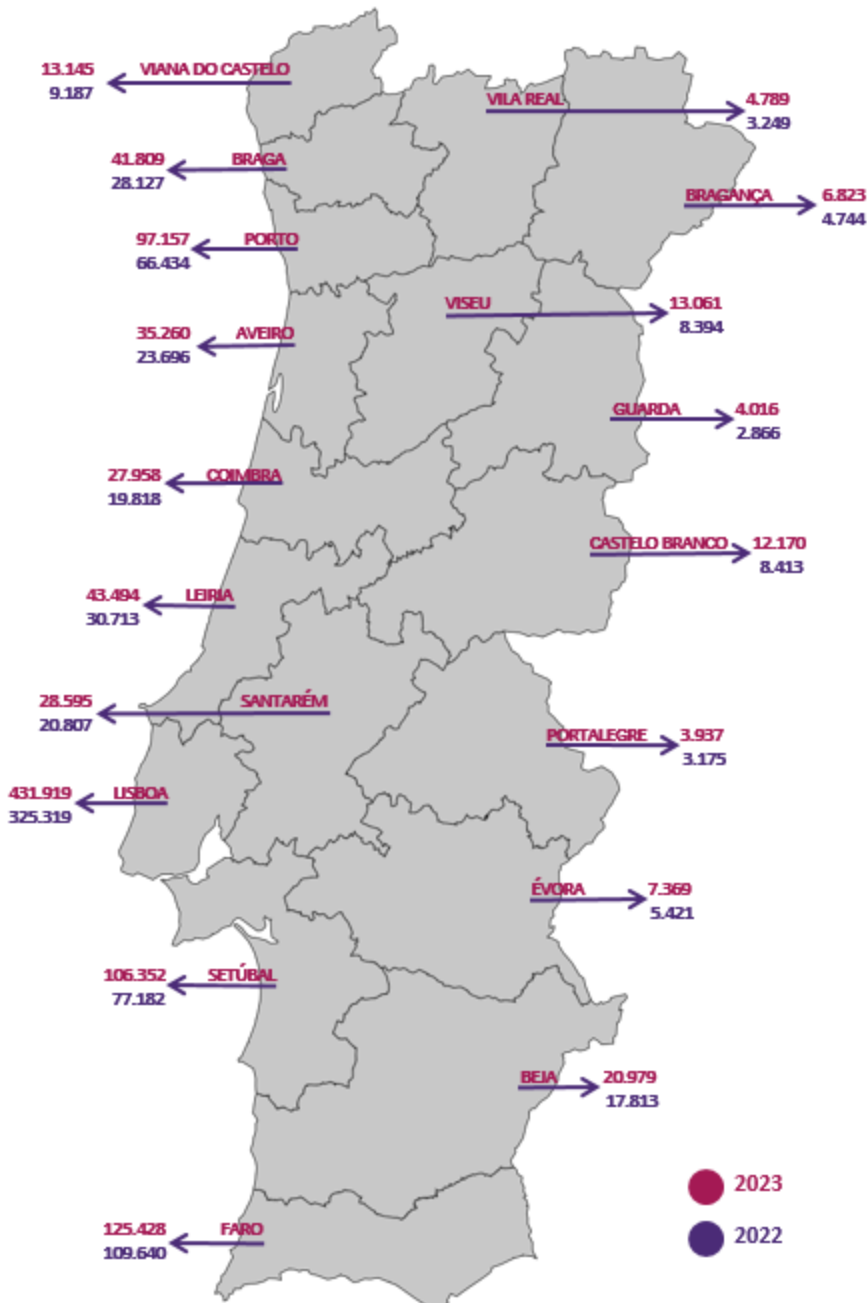 13.145 VIANA DO CASTELO
9.187
VILA REAL 4.789
3.249
41.809 BRAGA
28.127
BRAGANÇA 6.823
4.744
97.157 PORTO
66.434
VISEU 13.061
8.394
35.260 AVEIRO
23.696
GUARDA 4.016
2.866
27.958 COIMBRA
19.818
CASTELO BRANCO 12.170
8.413
43.494 LEIRIA
30.713
28.595 SANTARÉM
20.807
PORTALEGRE 3.937
3.175
431.919 LISBOA
325.319
ÉVORA 7.369
5.421
106.352 SETÚBAL
77.182
BEJA 20.979
17.813
2023
125.428 FARO
109.640
2022